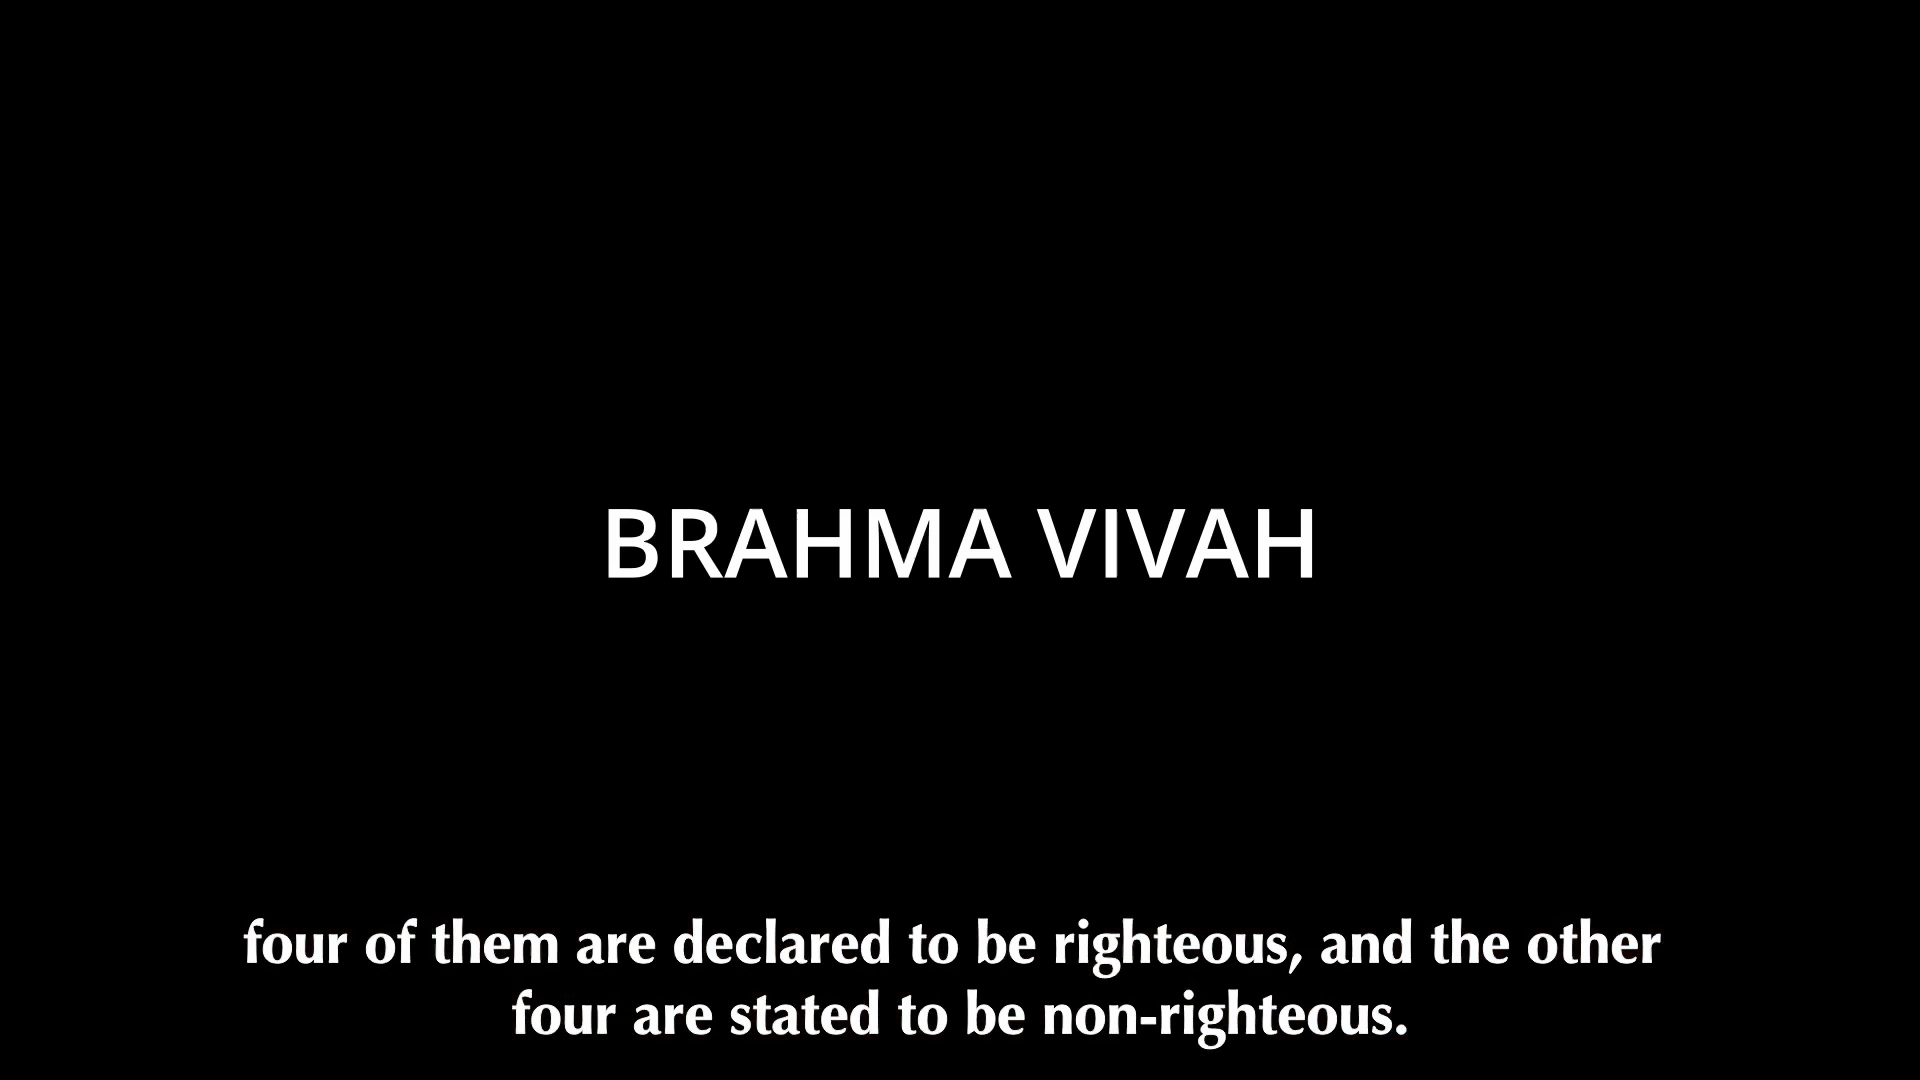 BRAHMA VIVAH
four of them are declared to be righteous, and the other
four are stated to be non-righteous.